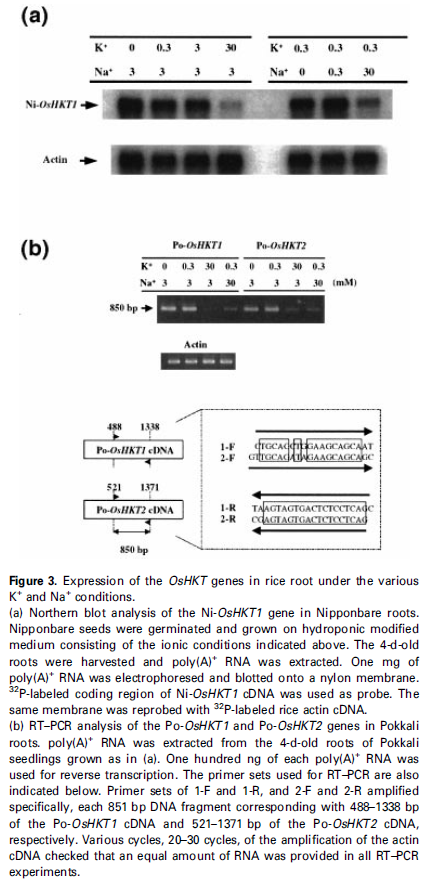 (a)
K+ 0 0.3 3 30 0.3 0.3 0.3
Na+ 3 3 3 3 Na+ 0 0.3 30
Ni-OsHKT1
Actin
(b)
Po-OsHKT1 Po-OsHKT2
K+ 0 0.3 30 0.3 0 0.3 30 0.3
Na+ 3 3 3 30 3 3 3 30 (mM)
850 bp
Actin
488 1338
Po-OsHKT1 cDNA
521 1371
Po-OsHKT2 cDNA
850 bp
1-F CTGCAGCTGGAAGCAGCAAT
2-F GTTGCAGATAGAAGCAGCAGC
1-R TAAGTAGTGACTCTCCTCAGC
2-R CGAGTAGTGACTCTCCTCAG
Figure 3. Expression of the OsHKT genes in rice root under the various
K+ and Na+ conditions.
(a) Northern blot analysis of the Ni-OsHKT1 gene in Nipponbare roots.
Nipponbare seeds were germinated and grown on hydroponic modified
medium consisting of the ionic conditions indicated above. The 4-d-old
roots were harvested and poly(A)+ RNA was extracted. One mg of
poly(A)+ RNA was electrophoresed and blotted onto a nylon membrane.
32P-labeled coding region of Ni-OsHKT1 cDNA was used as probe. The
same membrane was reprobed with 32P-labeled rice actin cDNA.
(b) RT–PCR analysis of the Po-OsHKT1 and Po-OsHKT2 genes in Pokkali
roots. poly(A)+ RNA was extracted from the 4-d-old roots of Pokkali
seedlings grown as in (a). One hundred ng of each poly(A)+ RNA was
used for reverse transcription. The primer sets used for RT–PCR are also
indicated below. Primer sets of 1-F and 1-R, and 2-F and 2-R amplified
specifically, each 851 bp DNA fragment corresponding with 488–1338 bp
of the Po-OsHKT1 cDNA and 521–1371 bp of the Po-OsHKT2 cDNA,
respectively. Various cycles, 20–30 cycles, of the amplification of the actin
cDNA checked that an equal amount of RNA was provided in all RT–PCR
experiments.